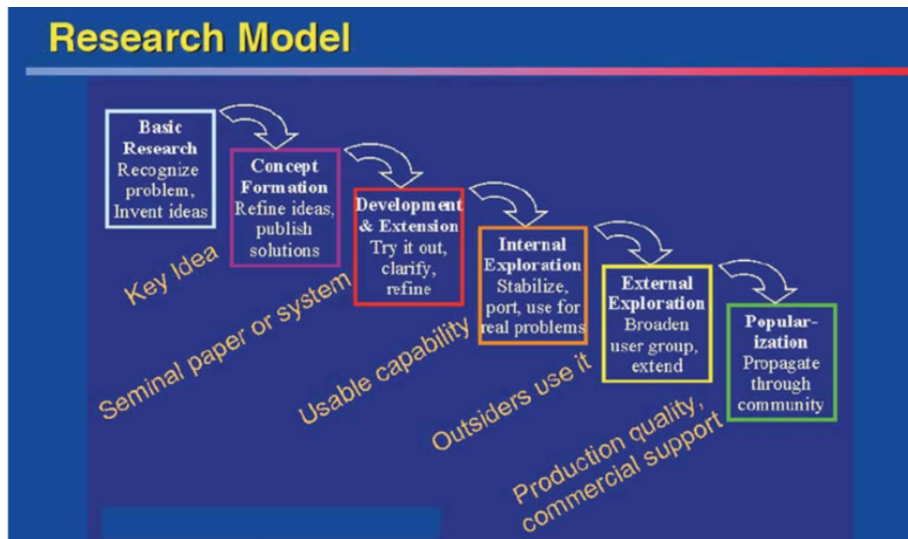 Research Model
Basic
Research
Recognize
problem,
Invent ideas
Key Idea
Concept
Formation
Refine ideas,
publish
solutions
Seminal paper or system
Development
& Extension
Try it out,
clarify,
refine
Usable capability
Internal
Exploration
Stabilize,
port, use for
real problems
Outsiders use it
External
Exploration
Broaden
user group,
extend
Production quality,
commercial support
Popular-
ization
Propagate
through
community